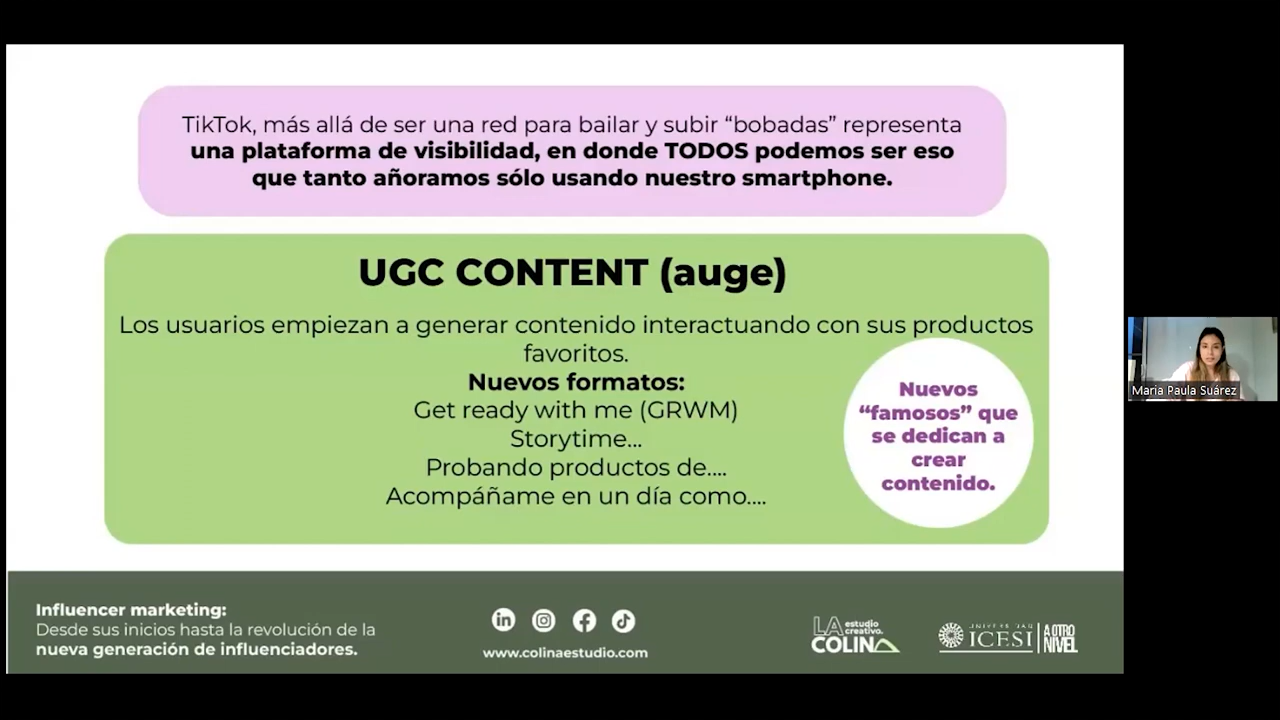 TikTok, más allá de ser una red para bailar y subir “bobadas” representa
una plataforma de visibilidad, en donde TODOS podemos ser eso
que tanto añoramos sólo usando nuestro smartphone.
UGC CONTENT (auge)
Los usuarios empiezan a generar contenido interactuando con sus productos
favoritos.
Nuevos formatos:
Get ready with me (GRWM)
Storytime...
Probando productos de....
Acompáñame en un día como....
Nuevos
“famosos” que
se dedican a
crear
contenido.
Maria Paula Suárez
Influencer marketing:
Desde sus inicios hasta la revolución de la
nueva generación de influenciadores.
in
f
www.colinaestudio.com
LA estudio
creativo.
COLINA
UNIVERSIDAD
ICESI
A OTRO
NIVEL